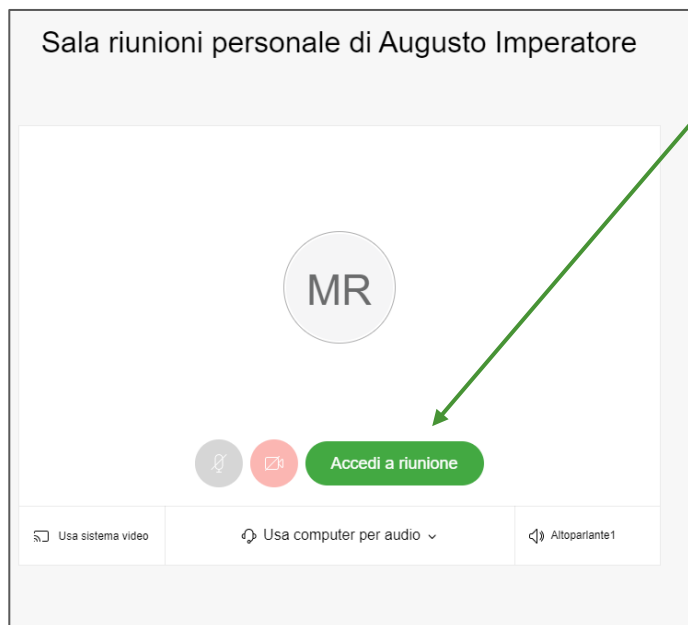 Sala riunioni personale di Augusto Imperatore
MR
Accedi a riunione
Usa sistema video
Usa computer per audio
Altoparlante1